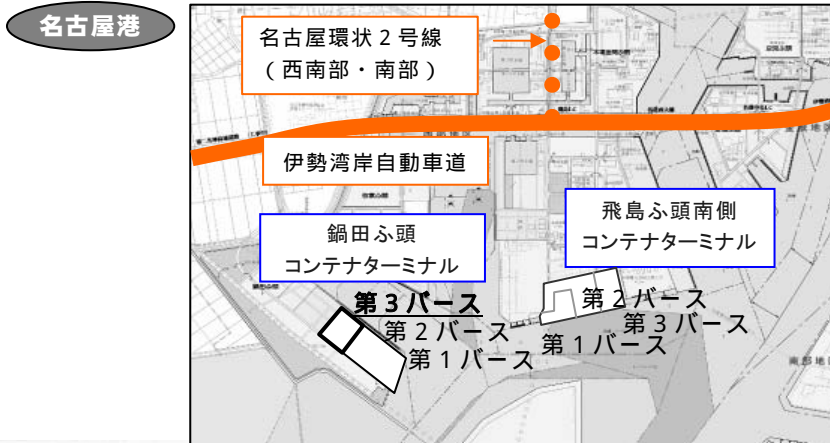 名古屋港
名古屋環状２号線
（西南部・南部）
伊勢湾岸自動車道
飛島ふ頭南側
コンテナターミナル
鍋田ふ頭
コンテナターミナル
第３バース
第２バース
第１バース
第２バース
第３バース
第１バース